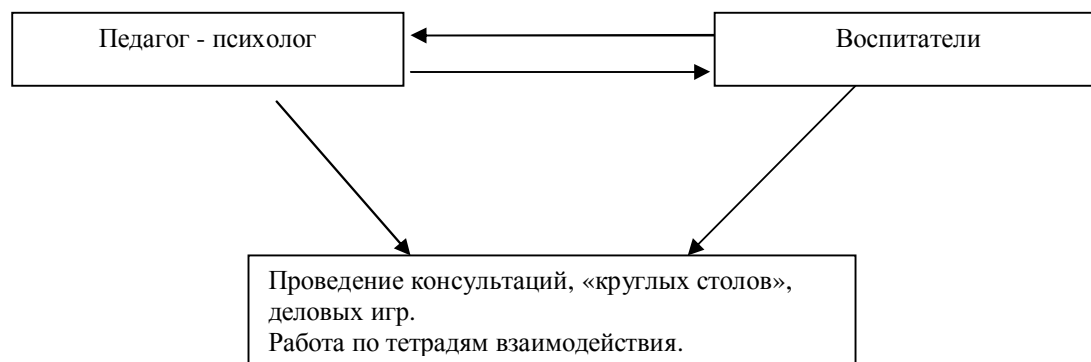 Педагог - психолог
Воспитатели
Проведение консультаций, «круглых столов»,
деловых игр.
Работа по тетрадям взаимодействия.